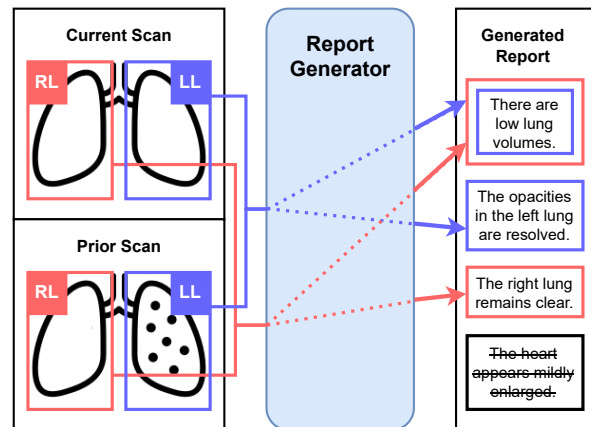 Current Scan
RL
LL
Prior Scan
RL
LL
Report
Generator
Generated
Report
There are
low lung
volumes.
The opacities
in the left lung
are resolved.
The right lung
remains clear.
The heart
appears mildly
enlarged.